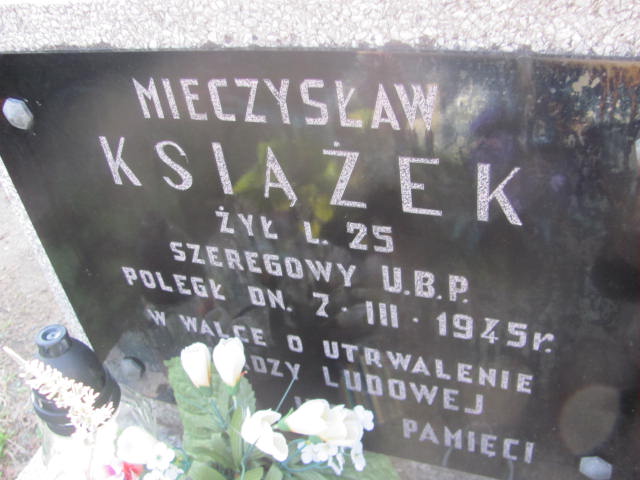 MIECZYSŁAW
KSIĄŻEK
ŻYŁ L. 25
SZEREGOWY U.B.P.
POLEGŁ DN. 7-III-1945r.
W WALCE O UTRWALENIE
LUDOWEJ
PAMIĘCI